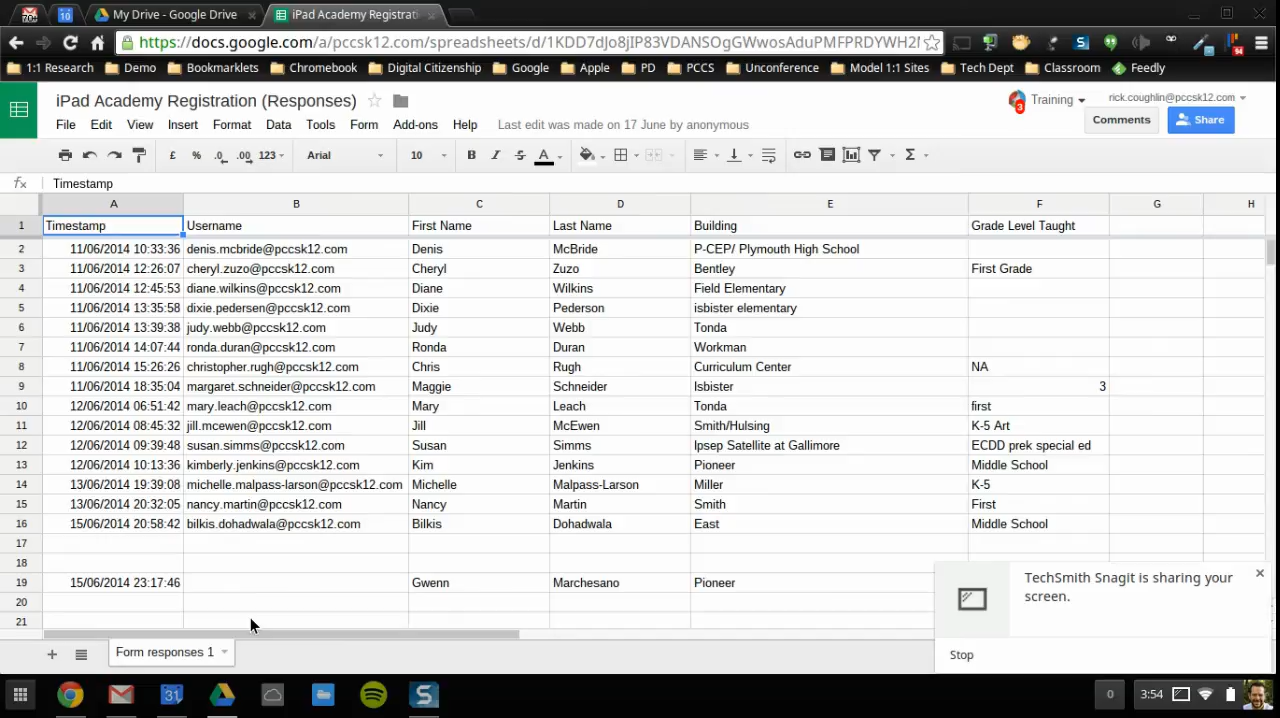 My Drive - Google Drive
iPad Academy Registrat
https://docs.google.com/a/pccsk12.com/spreadsheets/d/1KDD7dJo8jIP83VDANSOgGWwosAduPMFPRDYWH2
1:1 Research Demo Bookmarklets Chromebook Digital Citizenship Google Apple PD PCCS Unconference Model 1:1 Sites Tech Dept Classroom Feedly
iPad Academy Registration (Responses)
3 Training rick.coughlin@pccsk12.com
File Edit View Insert Format Data Tools Form Add-ons Help Last edit was made on 17 June by anonymous
Comments Share
£ % .0 .00 123 Arial 10 B I S A Σ
fx Timestamp
A B C D E F G H
1 Timestamp Username First Name Last Name Building Grade Level Taught
2 11/06/2014 10:33:36 denis.mcbride@pccsk12.com Denis McBride P-CEP/ Plymouth High School
3 11/06/2014 12:26:07 cheryl.zuzo@pccsk12.com Cheryl Zuzo Bentley First Grade
4 11/06/2014 12:45:53 diane.wilkins@pccsk12.com Diane Wilkins Field Elementary
5 11/06/2014 13:35:58 dixie.pedersen@pccsk12.com Dixie Pederson isbister elementary
6 11/06/2014 13:39:38 judy.webb@pccsk12.com Judy Webb Tonda
7 11/06/2014 14:07:44 ronda.duran@pccsk12.com Ronda Duran Workman
8 11/06/2014 15:26:26 christopher.rugh@pccsk12.com Chris Rugh Curriculum Center NA
9 11/06/2014 18:35:04 margaret.schneider@pccsk12.com Maggie Schneider Isbister 3
10 12/06/2014 06:51:42 mary.leach@pccsk12.com Mary Leach Tonda first
11 12/06/2014 08:45:32 jill.mcewen@pccsk12.com Jill McEwen Smith/Hulsing K-5 Art
12 12/06/2014 09:39:48 susan.simms@pccsk12.com Susan Simms Ipsep Satellite at Gallimore ECDD prek special ed
13 12/06/2014 10:13:36 kimberly.jenkins@pccsk12.com Kim Jenkins Pioneer Middle School
14 13/06/2014 19:39:08 michelle.malpass-larson@pccsk12.com Michelle Malpass-Larson Miller K-5
15 13/06/2014 20:32:05 nancy.martin@pccsk12.com Nancy Martin Smith First
16 15/06/2014 20:58:42 bilkis.dohadwala@pccsk12.com Bilkis Dohadwala East Middle School
17
18
19 15/06/2014 23:17:46 Gwenn Marchesano Pioneer
20
21
TechSmith Snagit is sharing your
screen.
Stop
Form responses 1
0 3:54